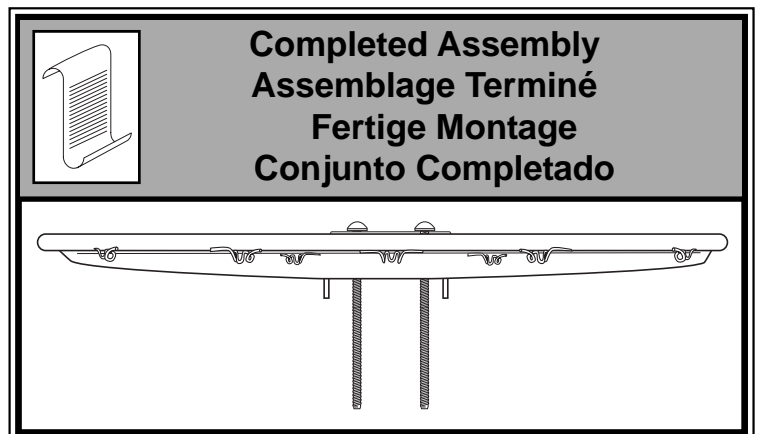 Completed Assembly
Assemblage Terminé
Fertige Montage
Conjunto Completado